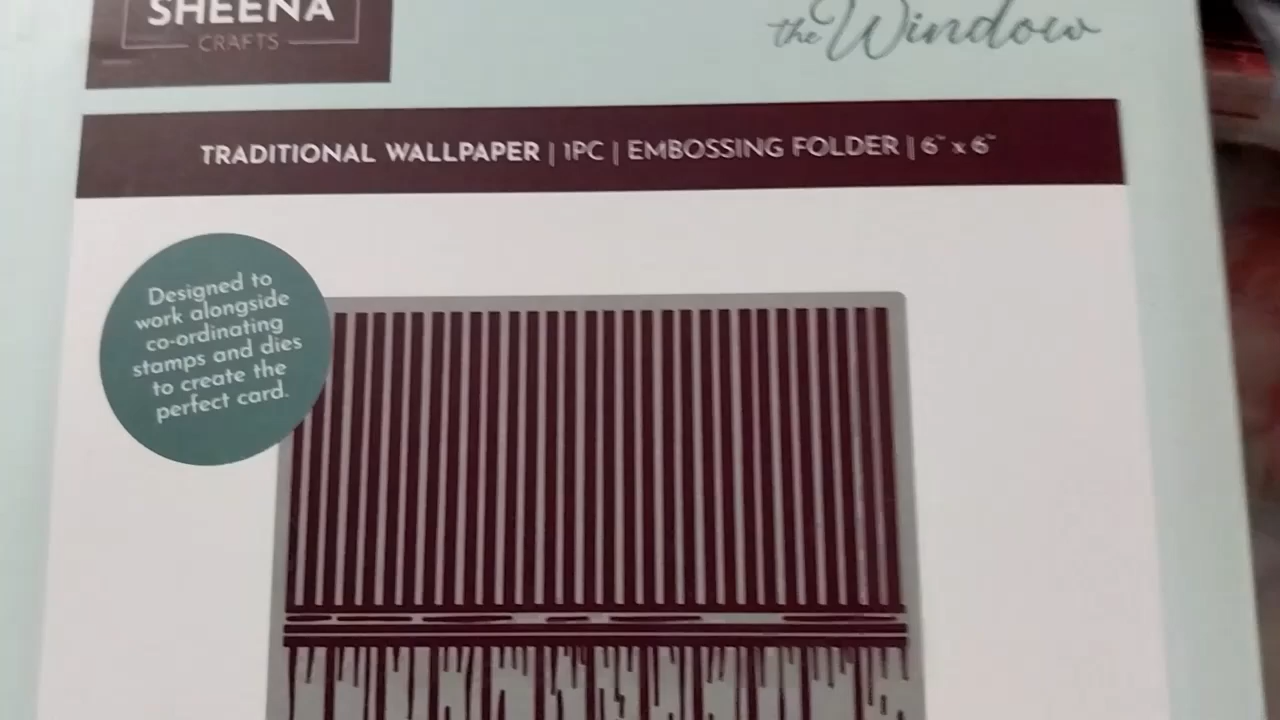 SHEENA
CRAFTS
the Window
TRADITIONAL WALLPAPER | 1PC | EMBOSSING FOLDER | 6" x 6"
Designed to
work alongside
co-ordinating
stamps and dies
to create the
perfect card.